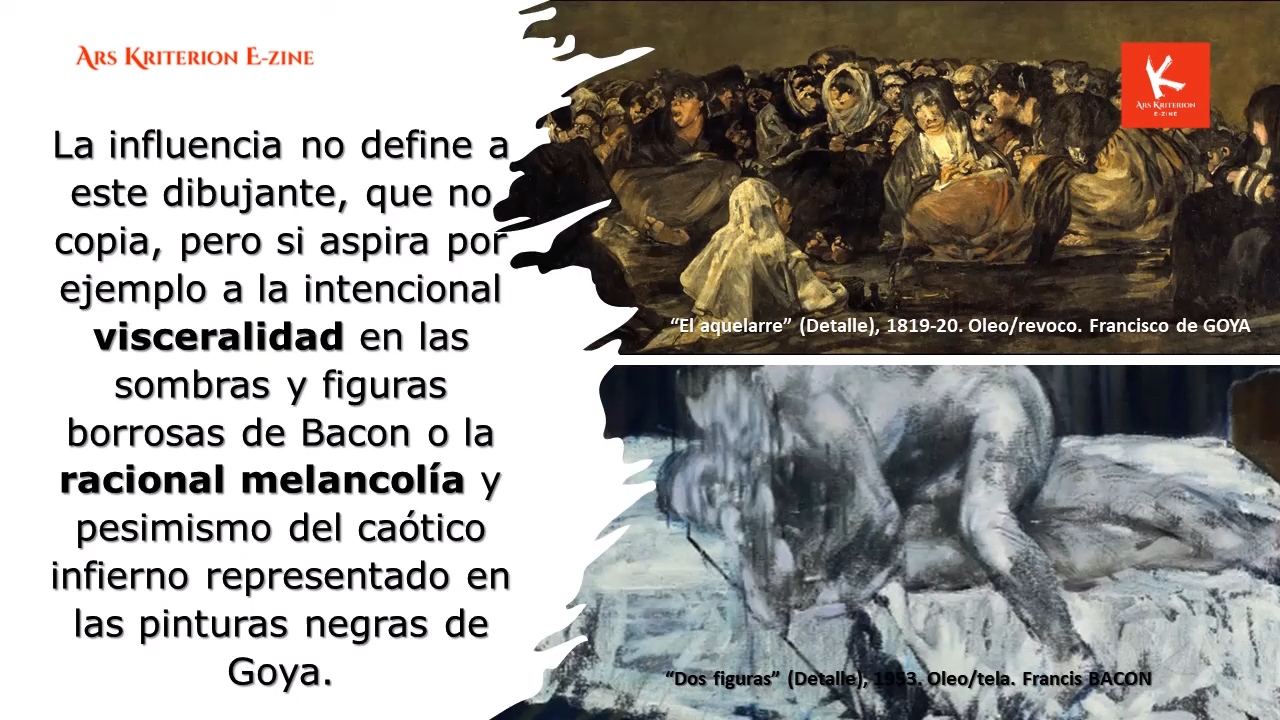 ARS KRITERION E-ZINE
La influencia no define a
este dibujante, que no
copia, pero si aspira por
ejemplo a la intencional
visceralidad en las
sombras y figuras
borrosas de Bacon o la
racional melancolía y
pesimismo del caótico
infierno representado en
las pinturas negras de
Goya.
K
ARS KRITERION
E-ZINE
“El aquelarre” (Detalle), 1819-20. Oleo/revoco. Francisco de GOYA
“Dos figuras” (Detalle), 1953. Oleo/tela. Francis BACON